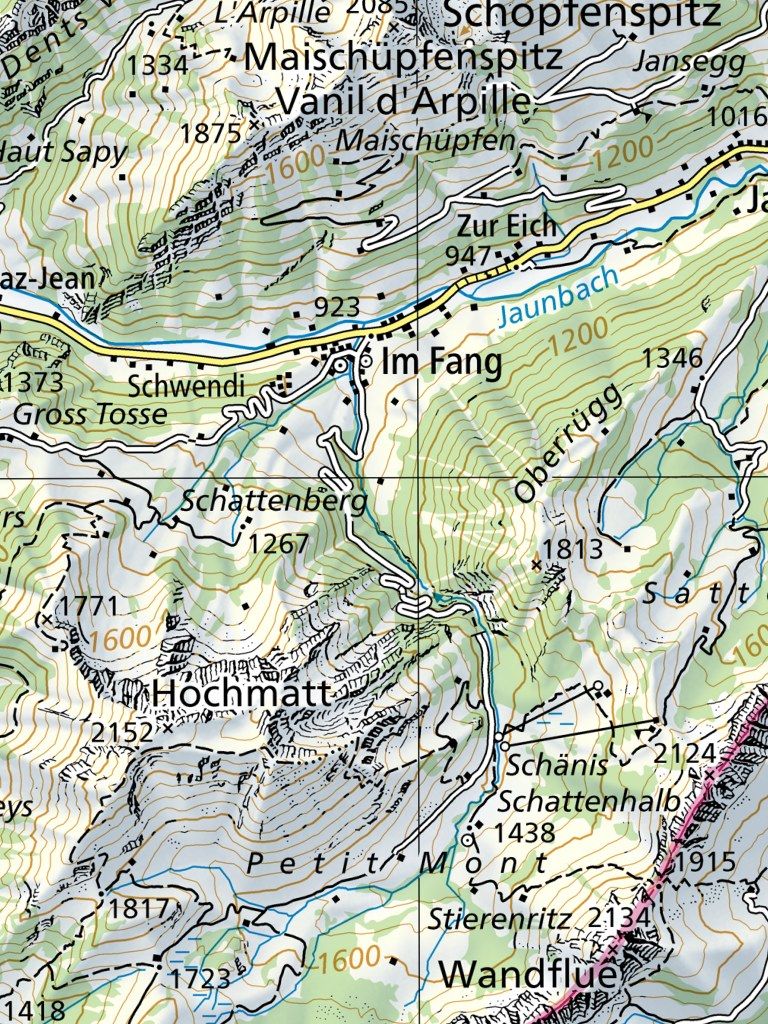 L'Arpille
2085
Schopfenspitz
Dents
1334
Maischüpfenspitz
Jansegg
Vanil d'Arpille
1016
1875
Maischüpfen
Haut Sapy
1600
1200
Zur Eich
947
az-Jean
923
Jaunbach
1200
Im Fang
1346
1373
Schwendi
Gross Tosse
Oberrügg
Schattenberg
1267
1813
1771
1600
Hochmatt
2152
2124
Schänis
Schattenhalb
1438
Petit Mont
1915
1817
Stierenritz
2134
1600
1723
Wandflue
1418